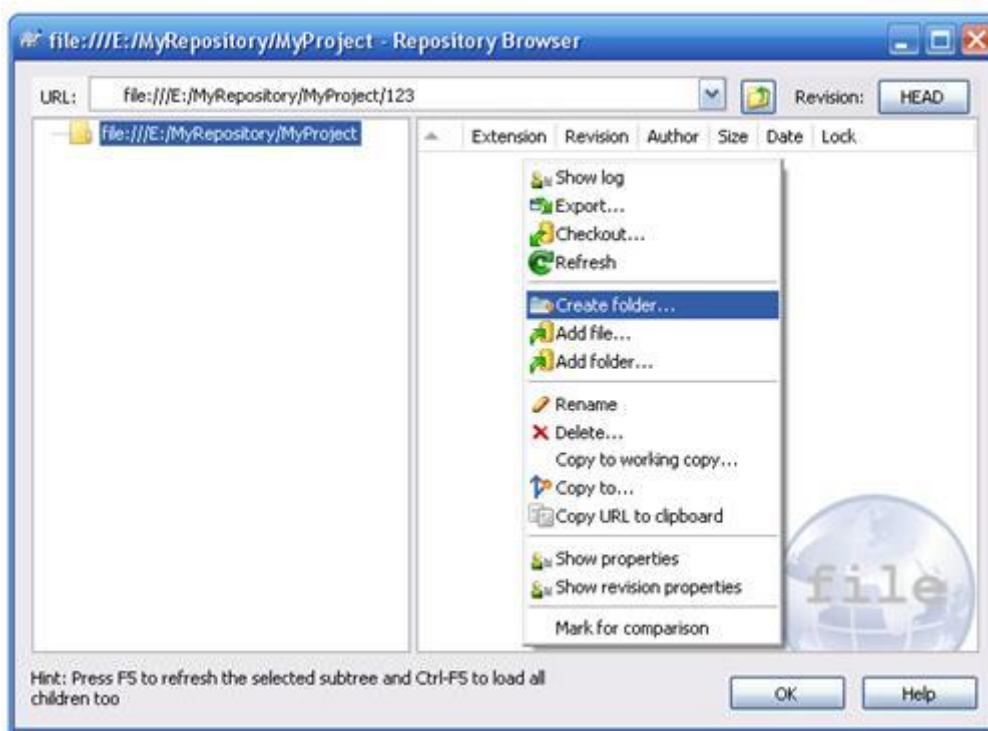 file:///E:/MyRepository/MyProject - Repository Browser
URL: file:///E:/MyRepository/MyProject/123 Revision: HEAD
file:///E:/MyRepository/MyProject
Extension Revision Author Size Date Lock
Show log
Export...
Checkout...
Refresh
Create folder...
Add file...
Add folder...
Rename
Delete...
Copy to working copy...
Copy to...
Copy URL to clipboard
Show properties
Show revision properties
Mark for comparison
file
Hint: Press F5 to refresh the selected subtree and Ctrl-F5 to load all
children too
OK Help